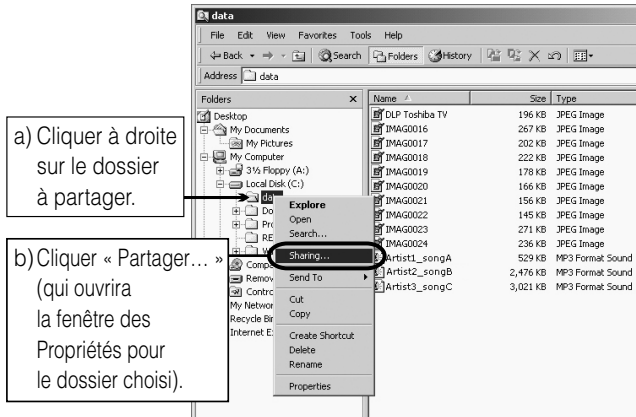 data
File Edit View Favorites Tools Help
Back Search Folders History
Address data
Folders x
Name Size Type
Desktop
My Documents
My Pictures
My Computer
3½ Floppy (A:)
Local Disk (C:)
a) Cliquer à droite
sur le dossier
à partager.
b) Cliquer « Partager… »
(qui ouvrira
la fenêtre des
Propriétés pour
le dossier choisi).
My Networ
Recycle Bin
Internet E
Explore
Open
Search...
Sharing...
Send To
Cut
Copy
Create Shortcut
Delete
Rename
Properties
DLP Toshiba TV 196 KB JPEG Image
IMAG0016 267 KB JPEG Image
IMAG0017 202 KB JPEG Image
IMAG0018 222 KB JPEG Image
IMAG0019 178 KB JPEG Image
IMAG0020 166 KB JPEG Image
IMAG0021 156 KB JPEG Image
IMAG0022 145 KB JPEG Image
IMAG0023 271 KB JPEG Image
IMAG0024 236 KB JPEG Image
Artist1_songA 529 KB MP3 Format Sound
Artist2_songB 2,476 KB MP3 Format Sound
Artist3_songC 3,021 KB MP3 Format Sound